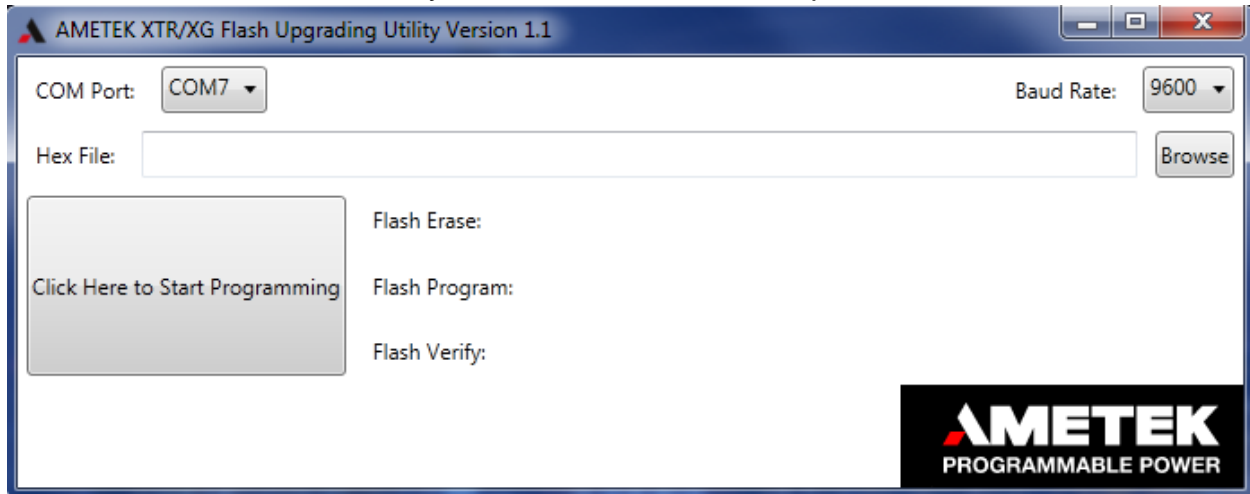 AMETEK XTR/XG Flash Upgrading Utility Version 1.1
COM Port: COM7 Baud Rate: 9600
Hex File: Browse
Flash Erase:
Click Here to Start Programming Flash Program:
Flash Verify:
AMETEK
PROGRAMMABLE POWER